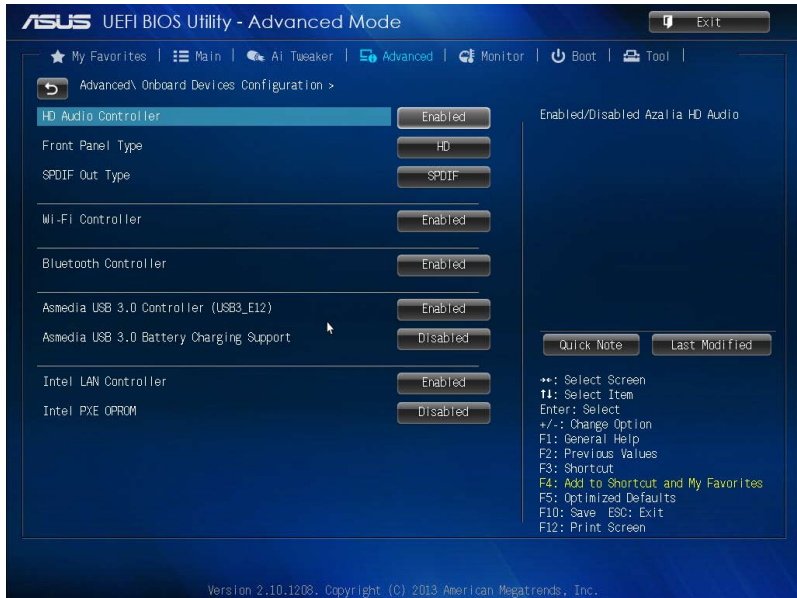 ASUS UEFI BIOS Utility - Advanced Mode
Exit
My Favorites | Main | Ai Tweaker | Advanced | Monitor | Boot | Tool |
Advanced\ Onboard Devices Configuration >
HD Audio Controller Enabled
Front Panel Type HD
SPDIF Out Type SPDIF
Wi-Fi Controller Enabled
Bluetooth Controller Enabled
Asmedia USB 3.0 Controller (USB3_E12) Enabled
Asmedia USB 3.0 Battery Charging Support Disabled
Intel LAN Controller Enabled
Intel PXE OPROM Disabled
Enabled/Disabled Azalia HD Audio
Quick Note Last Modified
→←: Select Screen
↑↓: Select Item
Enter: Select
+/-: Change Option
F1: General Help
F2: Previous Values
F3: Shortcut
F4: Add to Shortcut and My Favorites
F5: Optimized Defaults
F10: Save ESC: Exit
F12: Print Screen
Version 2.10.1208. Copyright (C) 2013 American Megatrends, Inc.